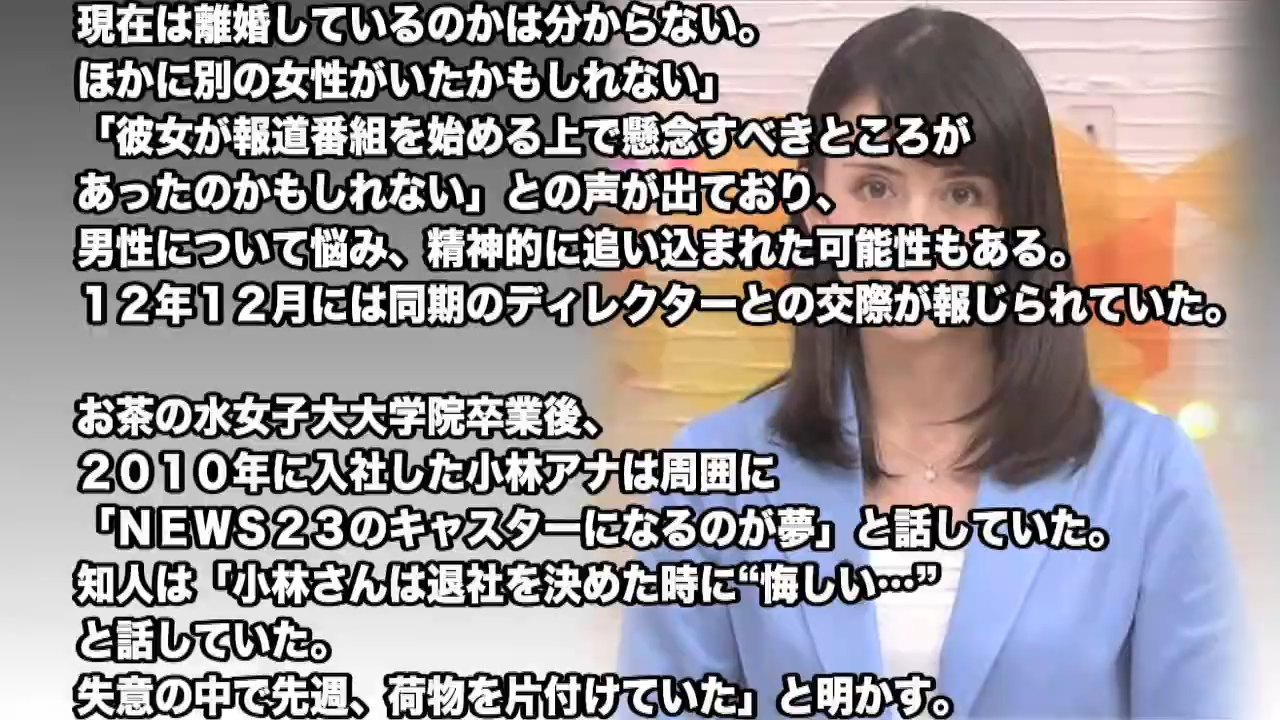 現在は離婚しているのかは分からない。
ほかに別の女性がいたかもしれない」
「彼女が報道番組を始める上で懸念すべきところが
あったのかもしれない」との声が出ており、
男性について悩み、精神的に追い込まれた可能性もある。
１２年１２月には同期のディレクターとの交際が報じられていた。
お茶の水女子大大学院卒業後、
２０１０年に入社した小林アナは周囲に
「ＮＥＷＳ２３のキャスターになるのが夢」と話していた。
知人は「小林さんは退社を決めた時に“悔しい…”
と話していた。
失意の中で先週、荷物を片付けていた」と明かす。